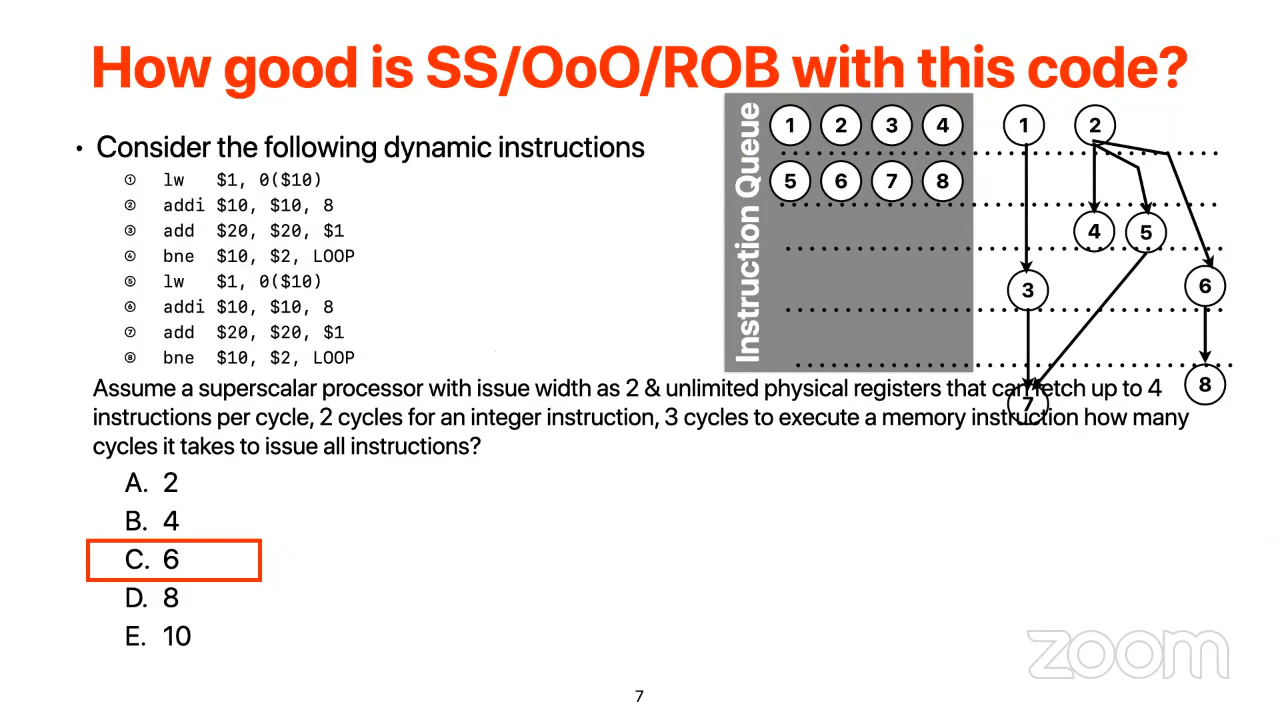 How good is SS/OoO/ROB with this code?
• Consider the following dynamic instructions
① lw $1, 0($10)
② addi $10, $10, 8
③ add $20, $20, $1
④ bne $10, $2, LOOP
⑤ lw $1, 0($10)
⑥ addi $10, $10, 8
⑦ add $20, $20, $1
⑧ bne $10, $2, LOOP
Instruction Queue
1 2 3 4
5 6 7 8
1 2
4 5
3 6
7 8
Assume a superscalar processor with issue width as 2 & unlimited physical registers that can fetch up to 4
instructions per cycle, 2 cycles for an integer instruction, 3 cycles to execute a memory instruction how many
cycles it takes to issue all instructions?
A. 2
B. 4
C. 6
D. 8
E. 10
zoom
7